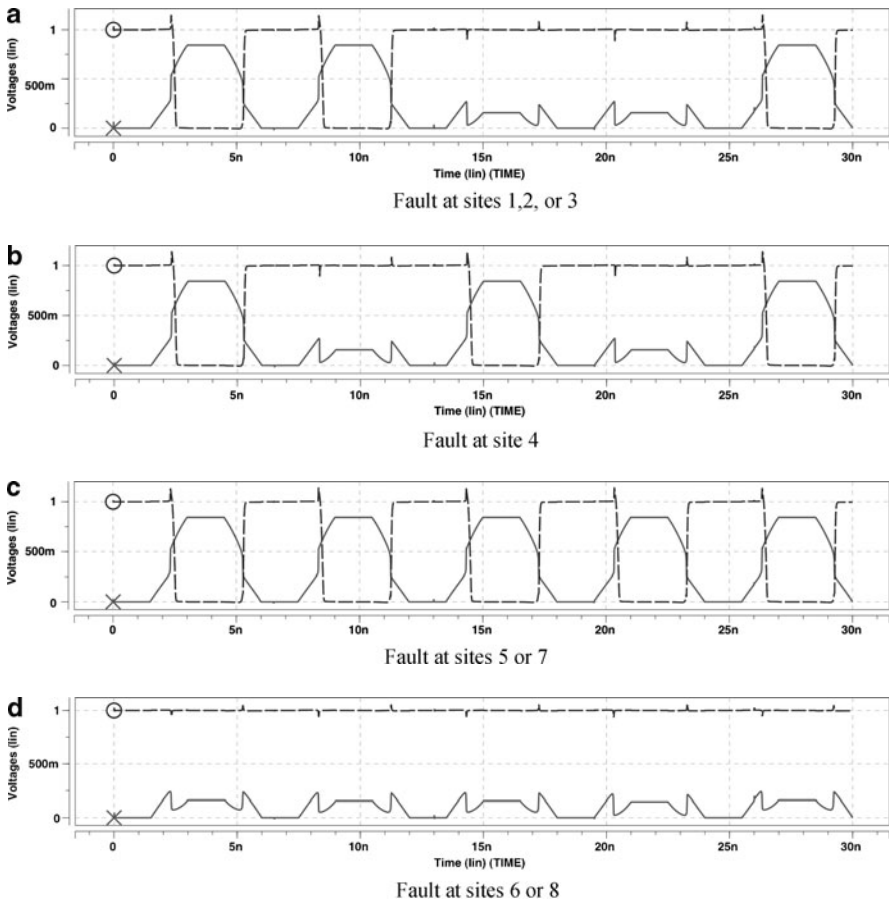 a
Voltages (lin)
1
500m
0
0 5n 10n 15n 20n 25n 30n
Time (lin) (TIME)
Fault at sites 1,2, or 3
b
Voltages (lin)
1
500m
0
0 5n 10n 15n 20n 25n 30n
Time (lin) (TIME)
Fault at site 4
c
Voltages (lin)
1
500m
0
0 5n 10n 15n 20n 25n 30n
Time (lin) (TIME)
Fault at sites 5 or 7
d
Voltages (lin)
1
500m
0
0 5n 10n 15n 20n 25n 30n
Time (lin) (TIME)
Fault at sites 6 or 8